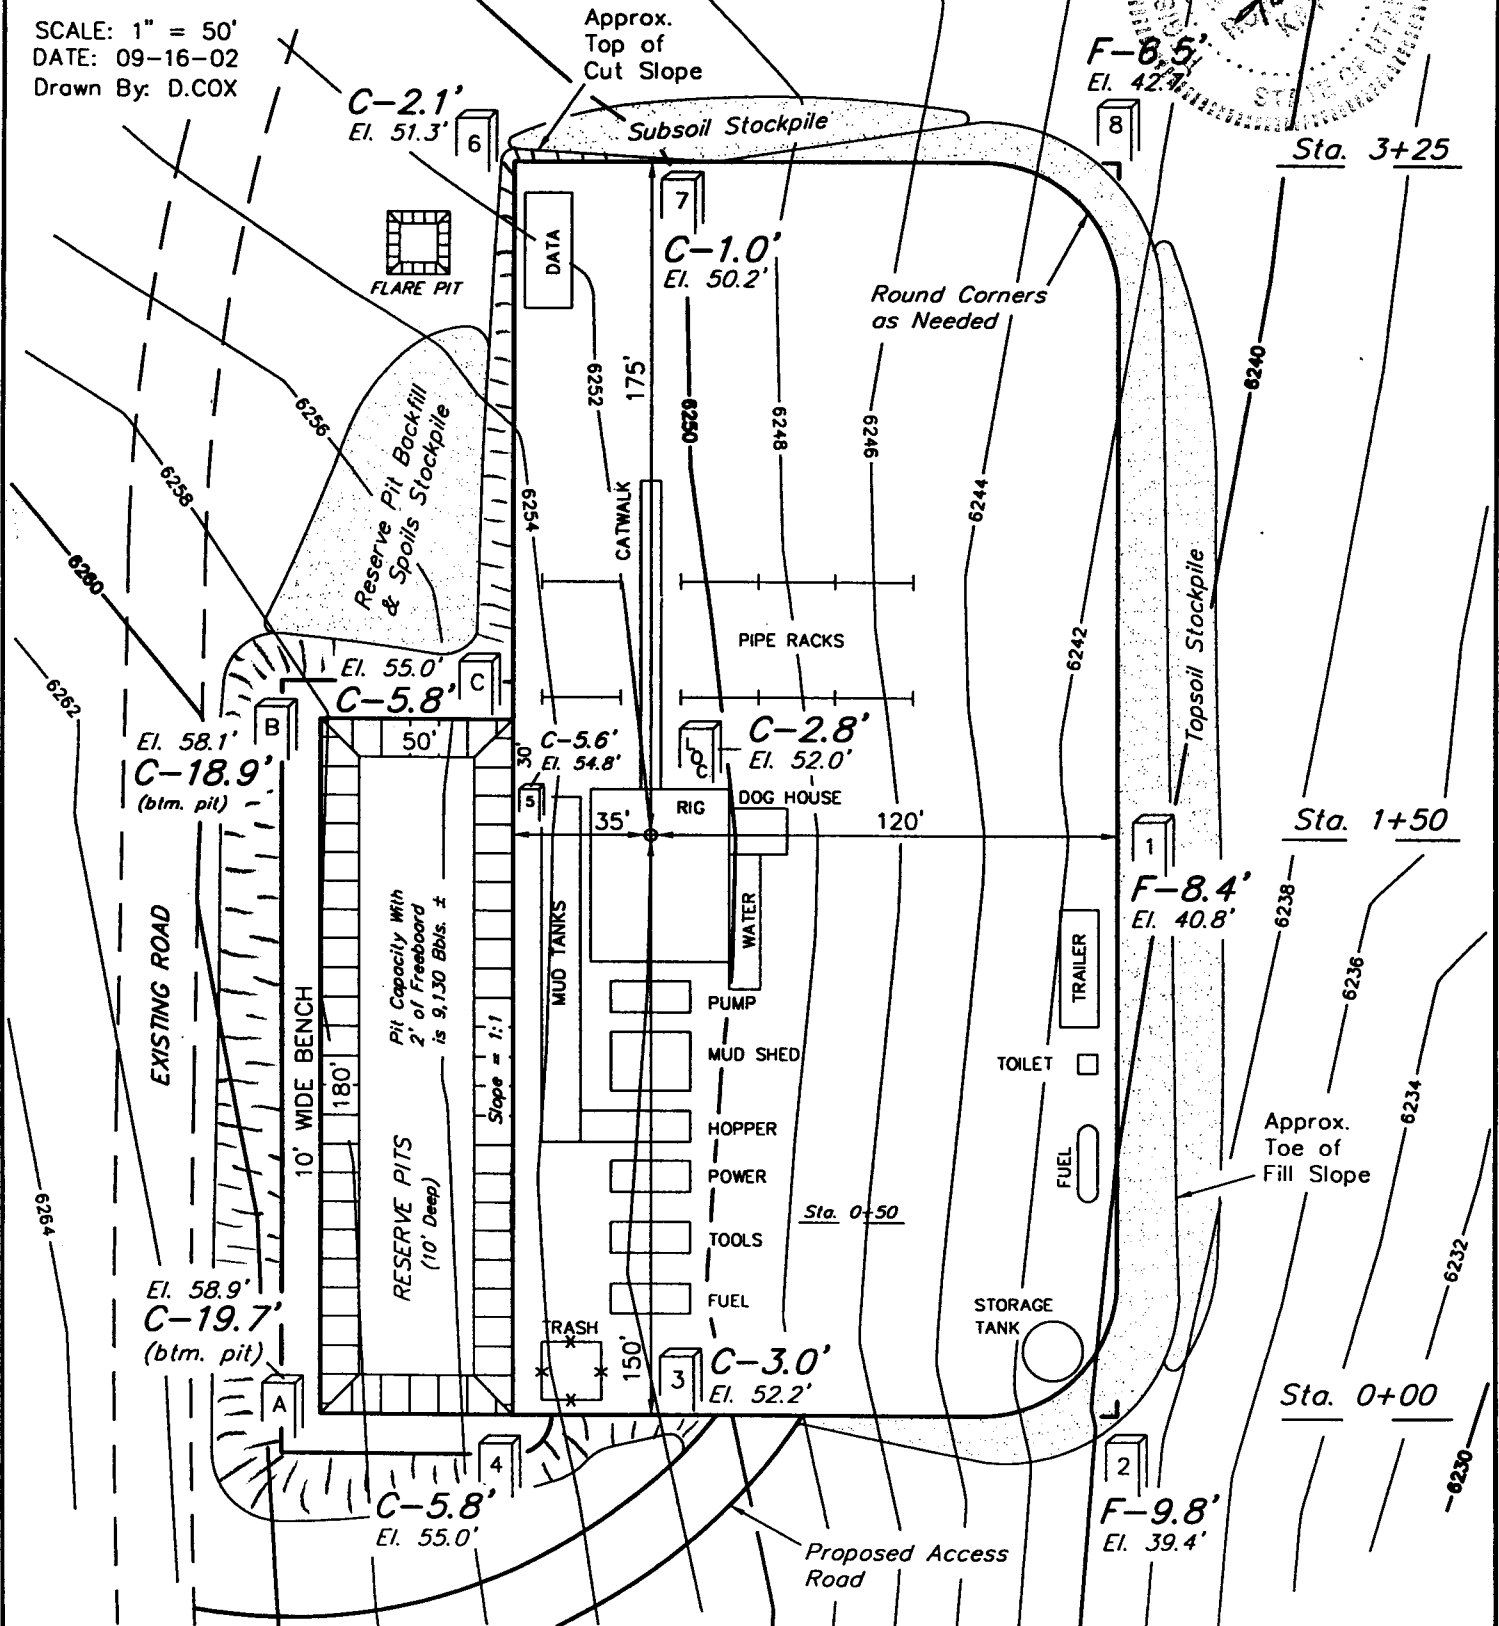 SCALE: 1" = 50'
DATE: 09-16-02
Drawn By: D.COX
Approx.
Top of
Cut Slope
STATE OF UTAH
F-6.5'
El. 42.7'
8
C-2.1'
El. 51.3'
6
Subsoil Stockpile
Sta. 3+25
7
C-1.0'
El. 50.2'
DATA
FLARE PIT
Round Corners
as Needed
175'
6252
6250
6248
6246
6244
6242
6240
6256
6258
6254
6260
6262
Reserve Pit Backfill
& Spoils Stockpile
CATWALK
PIPE RACKS
Topsoil Stockpile
El. 55.0'
C-5.8'
C
B
El. 58.1'
C-18.9'
(btm. pit)
50'
30'
C-5.6'
El. 54.8'
5
LOC.
C-2.8'
El. 52.0'
RIG
DOG HOUSE
35'
120'
1
Sta. 1+50
F-8.4'
El. 40.8'
6238
6236
6234
6232
6230
6264
EXISTING ROAD
10' WIDE BENCH
180'
Pit Capacity With
2' of Freeboard
is 9,130 Bbls. ±
Slope = 1:1
RESERVE PITS
(10' Deep)
MUD TANKS
WATER
TRAILER
PUMP
MUD SHED
TOILET
HOPPER
POWER
FUEL
Approx.
Toe of
Fill Slope
Sta. 0+50
TOOLS
FUEL
STORAGE
TANK
TRASH
150'
3
C-3.0'
El. 52.2'
El. 58.9'
C-19.7'
(btm. pit)
A
Sta. 0+00
4
C-5.8'
El. 55.0'
2
F-9.8'
El. 39.4'
Proposed Access
Road